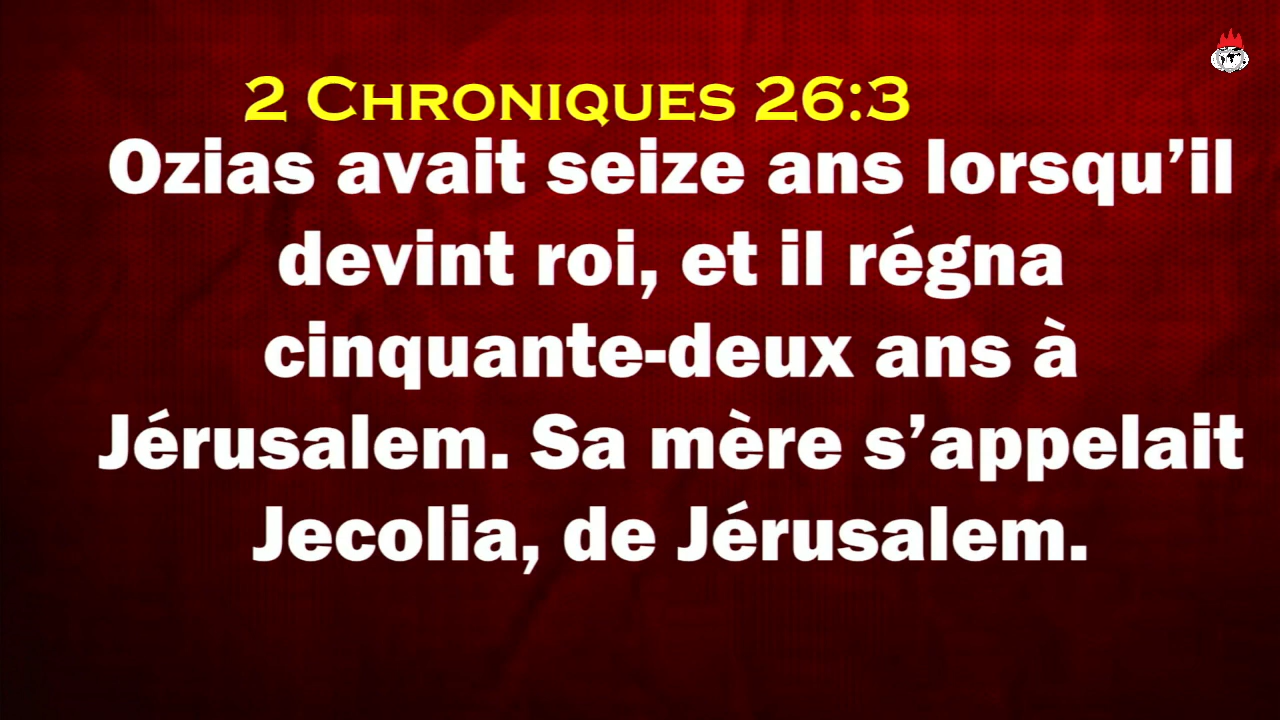 2 CHRONIQUES 26:3
Ozias avait seize ans lorsqu’il
devint roi, et il régna
cinquante-deux ans à
Jérusalem. Sa mère s’appelait
Jecolia, de Jérusalem.